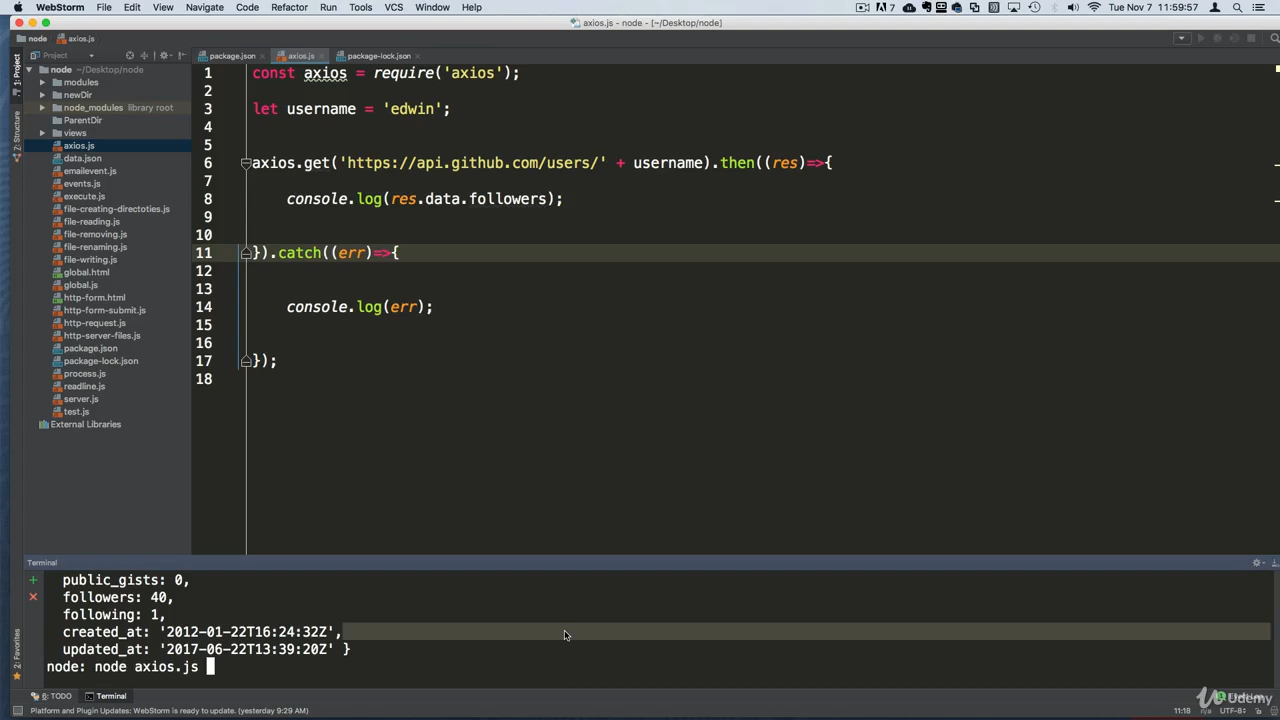 WebStorm File Edit View Navigate Code Refactor Run Tools VCS Window Help 7 Tue Nov 7 11:59:57
axios.js - node - [~/Desktop/node]
node axios.js
Project package.json axios.js package-lock.json
1: Project
Z: Structure
2: Favorites
node ~/Desktop/node
modules
newDir
node_modules library root
ParentDir
views
axios.js
data.json
emailevent.js
events.js
execute.js
file-creating-directoties.js
file-reading.js
file-removing.js
file-renaming.js
file-writing.js
global.html
global.js
http-form.html
http-form-submit.js
http-request.js
http-server-files.js
package.json
package-lock.json
process.js
readline.js
server.js
test.js
External Libraries
1 const axios = require('axios');
2
3 let username = 'edwin';
4
5
6 axios.get('https://api.github.com/users/' + username).then((res)=>{
7
8 console.log(res.data.followers);
9
10
11 }).catch((err)=>{
12
13
14 console.log(err);
15
16
17 });
18
Terminal
public_gists: 0,
followers: 40,
following: 1,
created_at: '2012-01-22T16:24:32Z',
updated_at: '2017-06-22T13:39:20Z' }
node: node axios.js
6: TODO Terminal
Platform and Plugin Updates: WebStorm is ready to update. (yesterday 9:29 AM) 11:18 n/a UTF-8
Udemy